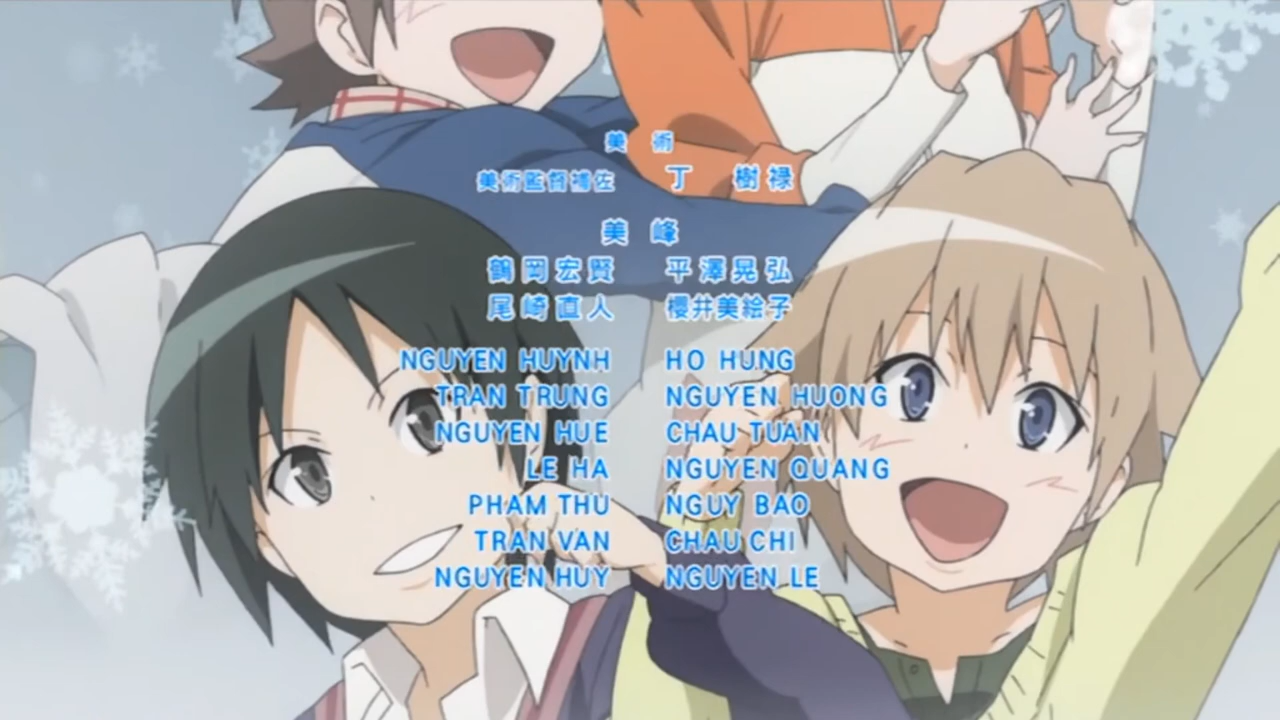 美 術
美術監督補佐 丁 樹禄
美 峰
鶴岡宏賢 平澤晃弘
尾崎直人 櫻井美絵子
NGUYEN HUYNH HO HUNG
TRAN TRUNG NGUYEN HUONG
NGUYEN HUE CHAU TUAN
LE HA NGUYEN QUANG
PHAM THU NGUY BAO
TRAN VAN CHAU CHI
NGUYEN HUY NGUYEN LE